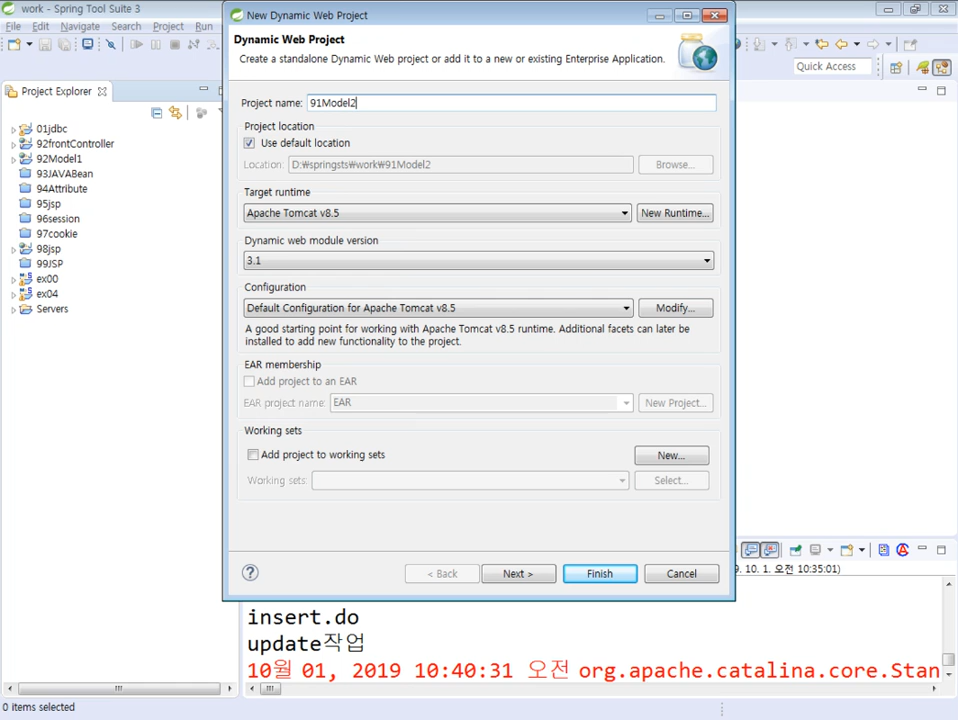 work - Spring Tool Suite 3
File Edit Navigate Search Project Run
Quick Access
Project Explorer
01jdbc
92frontController
92Model1
93JAVABean
94Attribute
95jsp
96session
97cookie
98jsp
99JSP
ex00
ex04
Servers
New Dynamic Web Project
Dynamic Web Project
Create a standalone Dynamic Web project or add it to a new or existing Enterprise Application.
Project name: 91Model2
Project location
Use default location
Location: D:₩springsts₩work₩91Model2 Browse...
Target runtime
Apache Tomcat v8.5 New Runtime...
Dynamic web module version
3.1
Configuration
Default Configuration for Apache Tomcat v8.5 Modify...
A good starting point for working with Apache Tomcat v8.5 runtime. Additional facets can later be
installed to add new functionality to the project.
EAR membership
Add project to an EAR
EAR project name: EAR New Project...
Working sets
Add project to working sets New...
Working sets: Select...
< Back Next > Finish Cancel
9. 10. 1. 오전 10:35:01)
insert.do
update작업
10월 01, 2019 10:40:31 오전 org.apache.catalina.core.Stan
0 items selected